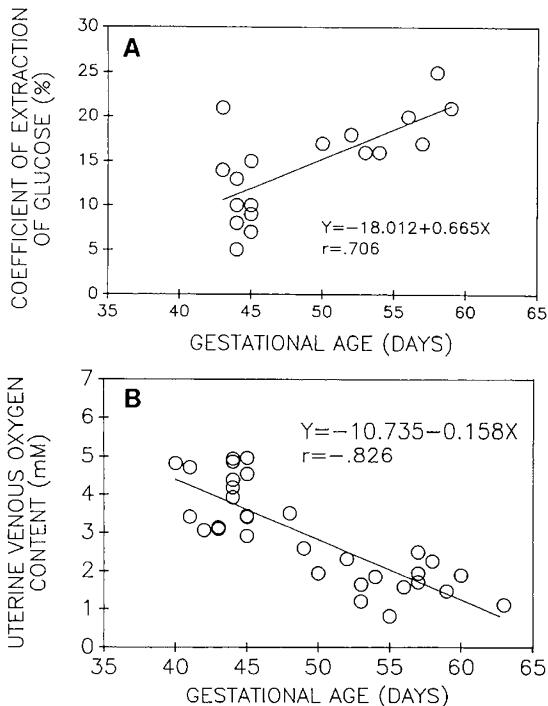 A
COEFFICIENT OF EXTRACTION
OF GLUCOSE (%)
30
25
20
15
10
5
0
Y=-18.012+0.665X
r=.706
35 40 45 50 55 60 65
GESTATIONAL AGE (DAYS)
B
UTERINE VENOUS OXYGEN
CONTENT (mM)
7
6
5
4
3
2
1
0
Y=-10.735-0.158X
r=-.826
35 40 45 50 55 60 65
GESTATIONAL AGE (DAYS)